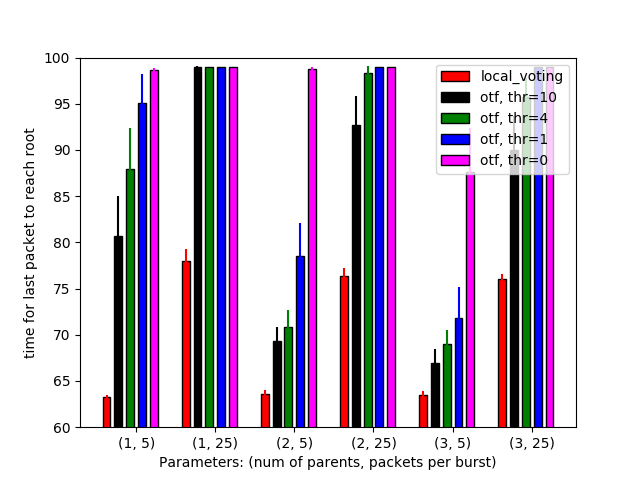 100
95
90
85
80
75
70
65
60
time for last packet to reach root
local_voting
otf, thr=10
otf, thr=4
otf, thr=1
otf, thr=0
(1, 5)
(1, 25)
(2, 5)
(2, 25)
(3, 5)
(3, 25)
Parameters: (num of parents, packets per burst)